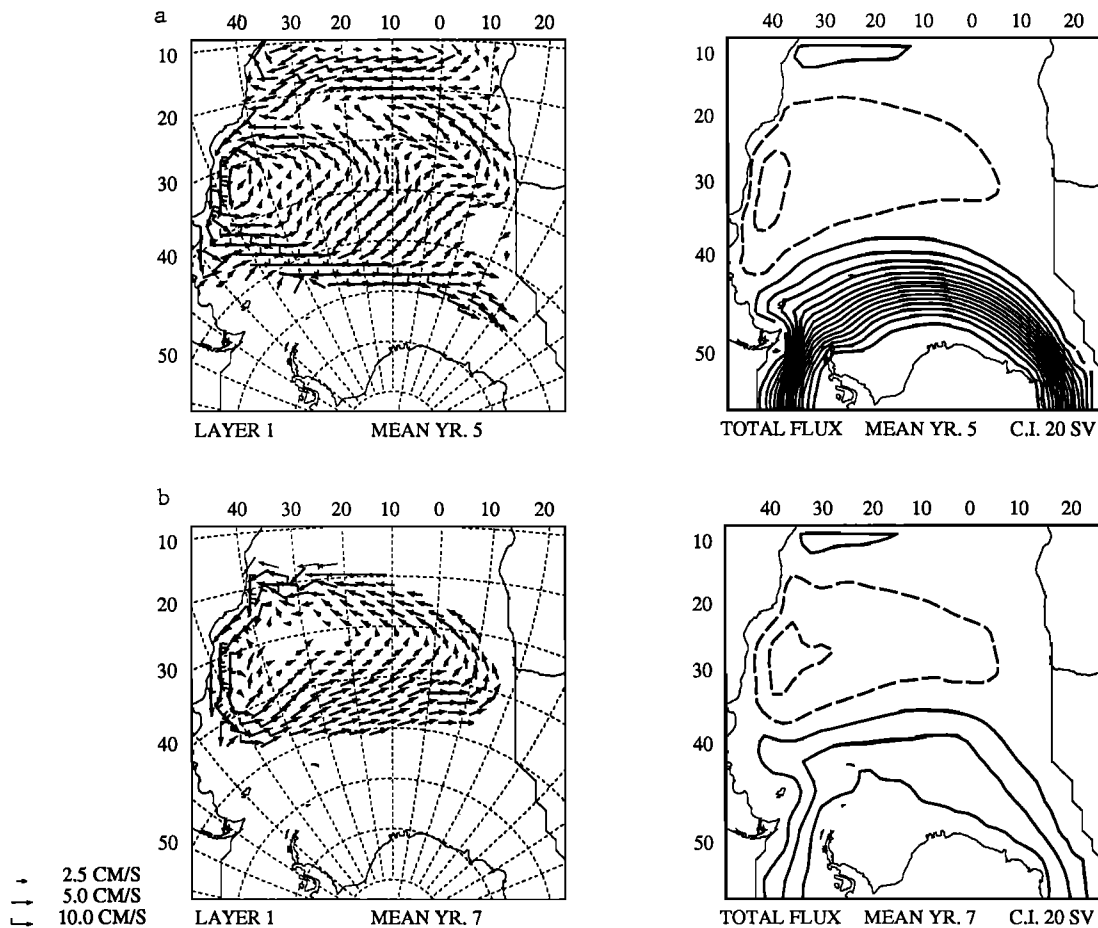 a
40 30 20 10 0 10 20
10
20
30
40
50
LAYER 1 MEAN YR. 5
40 30 20 10 0 10 20
10
20
30
40
50
TOTAL FLUX MEAN YR. 5 C.I. 20 SV
b
40 30 20 10 0 10 20
10
20
30
40
50
LAYER 1 MEAN YR. 7
40 30 20 10 0 10 20
10
20
30
40
50
TOTAL FLUX MEAN YR. 7 C.I. 20 SV
2.5 CM/S
5.0 CM/S
10.0 CM/S